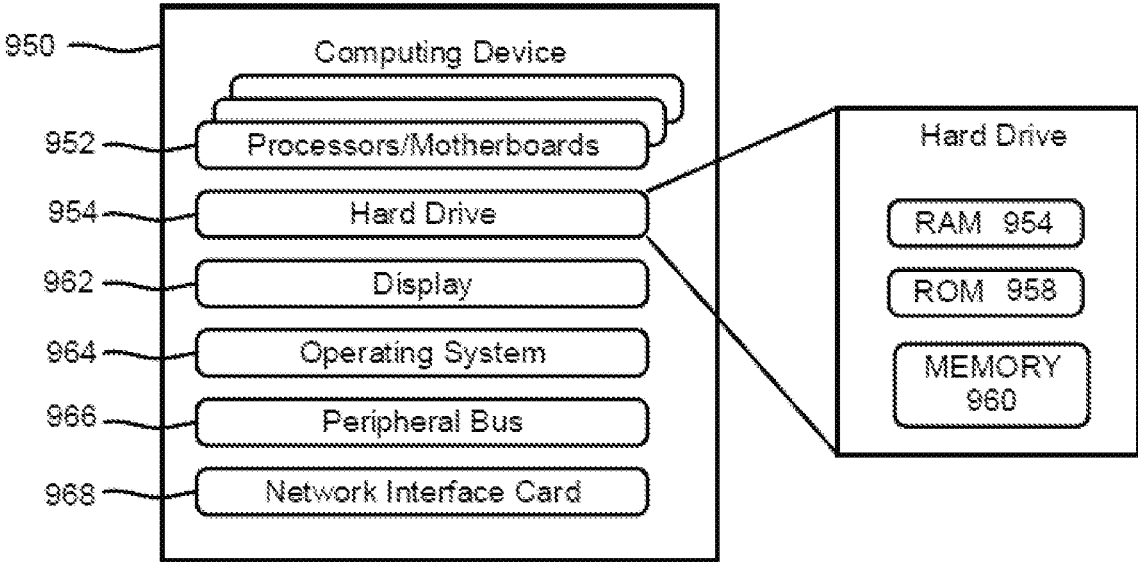 950
Computing Device
952
Processors/Motherboards
954
Hard Drive
962
Display
964
Operating System
966
Peripheral Bus
968
Network Interface Card
Hard Drive
RAM 954
ROM 958
MEMORY
960